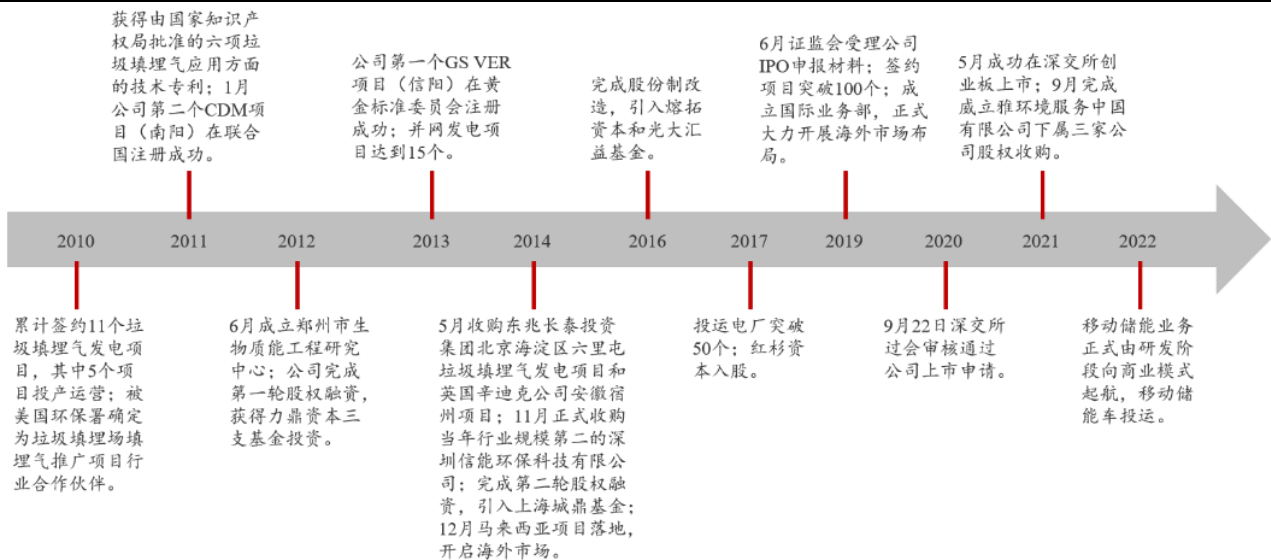 获得由国家知识产
权局批准的六项垃
圾填埋气应用方面
的技术专利；1月
公司第二个CDM项
目（南阳）在联合
国注册成功。
公司第一个GS VER
项目（信阳）在黄
金标准委员会注册
成功；并网发电项
目达到15个。
完成股份制改
造，引入熔拓
资本和光大汇
益基金。
6月证监会受理公司
IPO申报材料；签约
项目突破100个；成
立国际业务部，正式
大力开展海外市场布
局。
5月成功在深交所创
业板上市；9月完成
威立雅环境服务中国
有限公司下属三家公
司股权收购。
2010
2011
2012
2013
2014
2016
2017
2019
2020
2021
2022
累计签约11个垃
圾填埋气发电项
目，其中5个项
目投产运营；被
美国环保署确定
为垃圾填埋场填
埋气推广项目行
业合作伙伴。
6月成立郑州市生
物质能工程研究
中心；公司完成
第一轮股权融资，
获得力鼎资本三
支基金投资。
5月收购东兆长泰投资
集团北京海淀区六里屯
垃圾填埋气发电项目和
英国辛迪克公司安徽宿
州项目；11月正式收购
当年行业规模第二的深
圳信能环保科技有限公
司；完成第二轮股权融
资，引入上海城鼎基金；
12月马来西亚项目落地，
开启海外市场。
投运电厂突破
50个；红杉资
本入股。
9月22日深交所
过会审核通过
公司上市申请。
移动储能业务
正式由研发阶
段向商业模式
起航，移动储
能车投运。